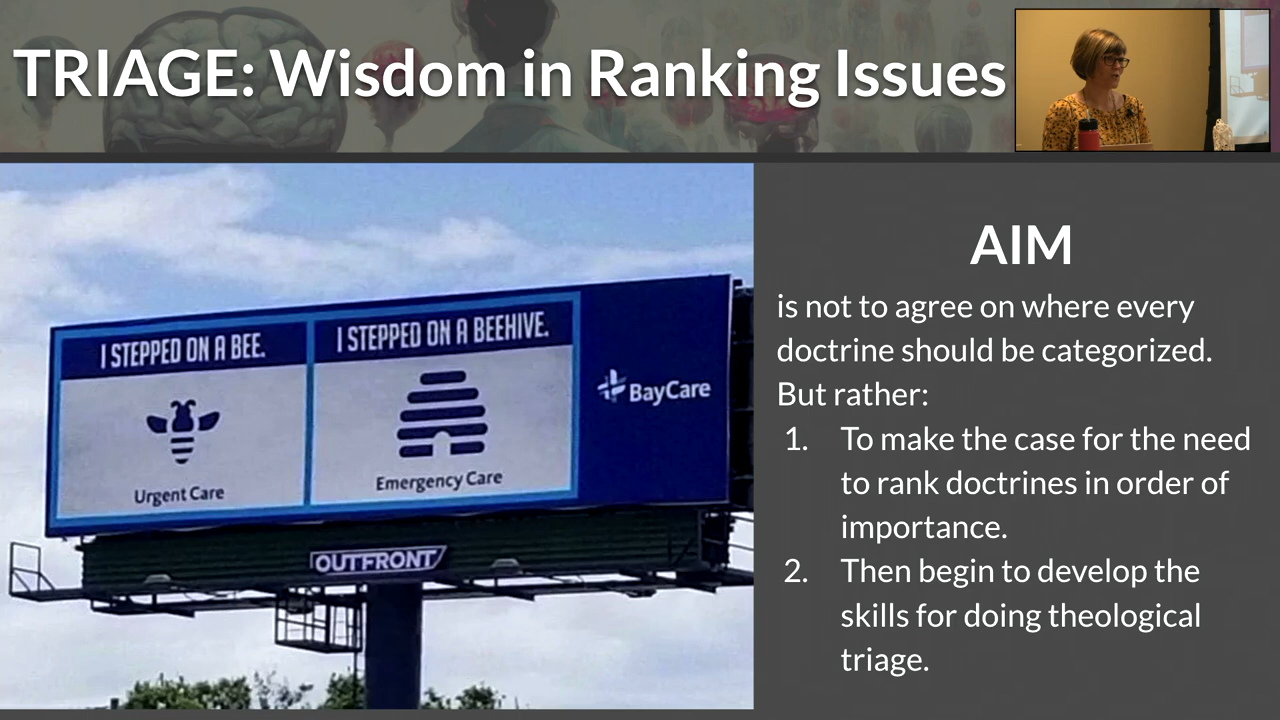 TRIAGE: Wisdom in Ranking Issues
I STEPPED ON A BEE.
Urgent Care
I STEPPED ON A BEEHIVE.
Emergency Care
BayCare
OUTFRONT
AIM
is not to agree on where every
doctrine should be categorized.
But rather:
1. To make the case for the need
to rank doctrines in order of
importance.
2. Then begin to develop the
skills for doing theological
triage.